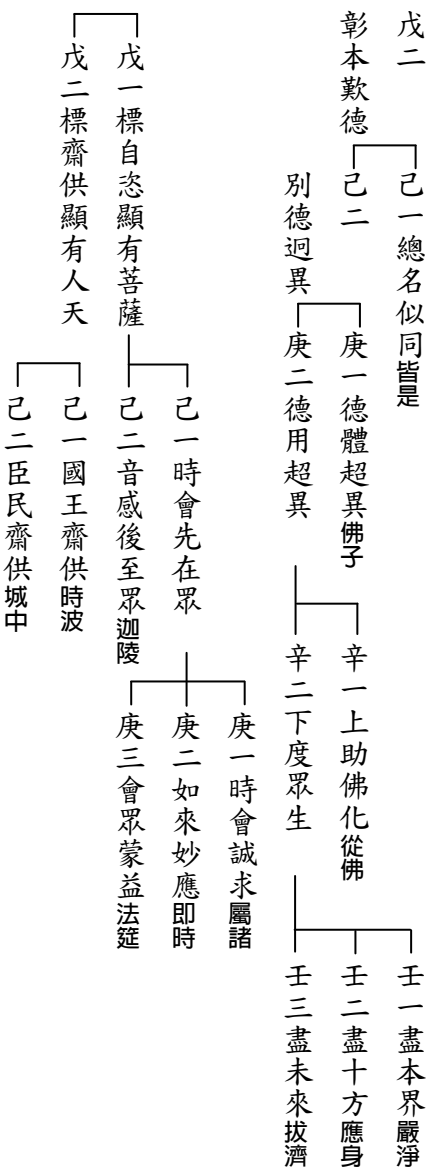 戊二
彰本歎德
己一總名似同皆是
己二
別德迥異
庚一德體超異佛子
庚二德用超異
辛一上助佛化從佛
辛二下度眾生
壬一盡本界嚴淨
壬二盡十方應身
壬三盡未來拔濟
戊一標自恣顯有菩薩
己一時會先在眾
庚一時會誠求屬諸
庚二如來妙應即時
庚三會眾蒙益法筵
己二音感後至眾迦陵
戊二標齋供顯有人天
己一國王齋供時波
己二臣民齋供城中